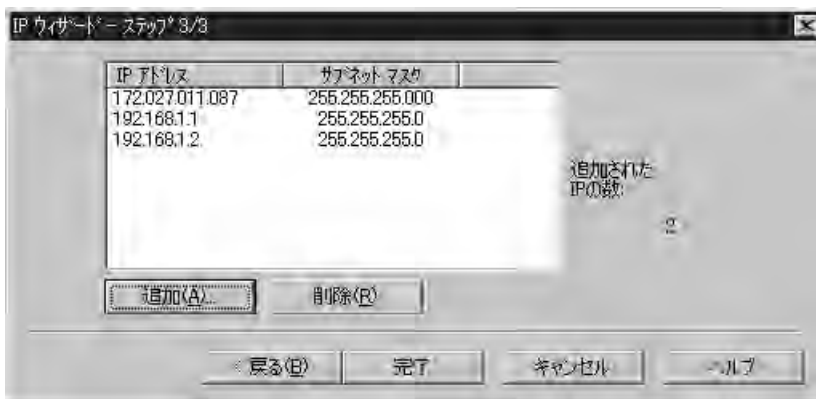 IP ウィザード - ステップ 3/3
IP アドレス サブネット マスク
172.027.011.087 255.255.255.000
192.168.1.1 255.255.255.0
192.168.1.2 255.255.255.0
追加された
IPの数:
2
追加(A)... 削除(R)
< 戻る(B) 完了 キャンセル ヘルプ